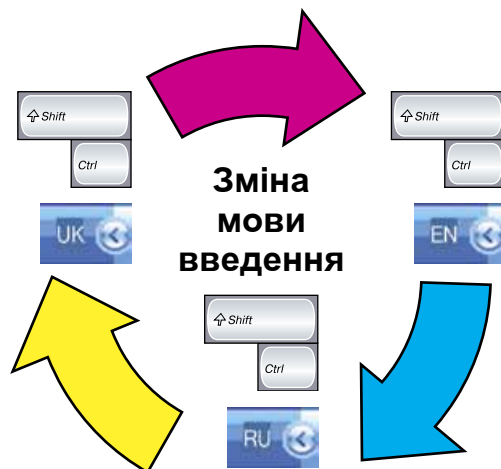 Shift
Ctrl
UK
Shift
Ctrl
EN
Зміна
мови
введення
Shift
Ctrl
RU